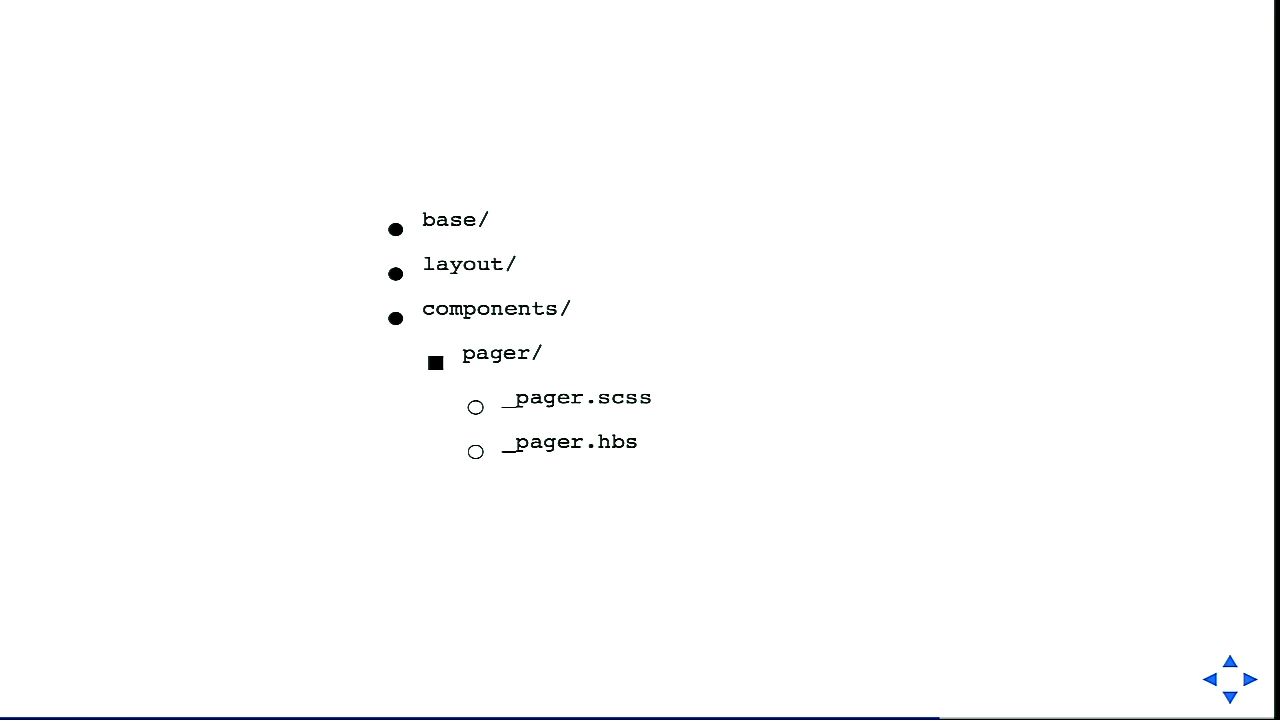 base/
layout/
components/
pager/
_pager.scss
_pager.hbs